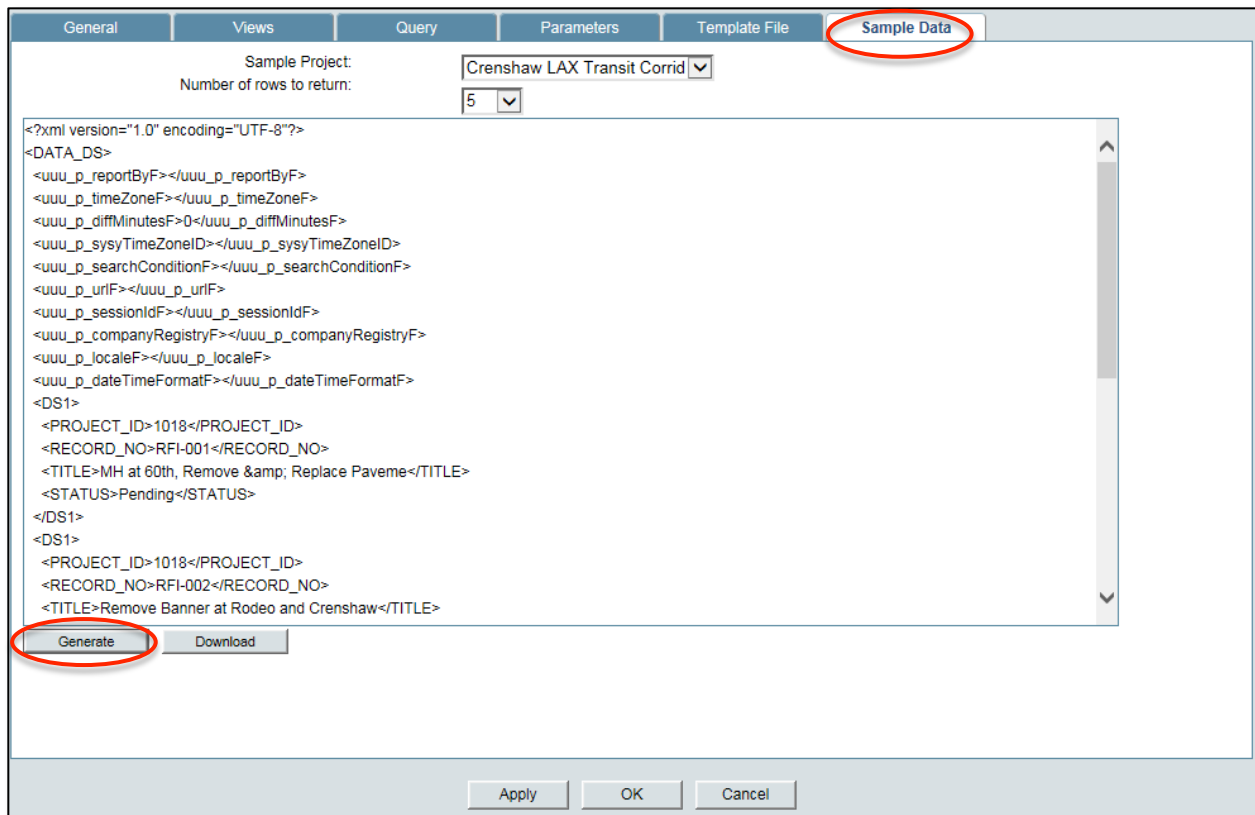 General Views Query Parameters Template File Sample Data
Sample Project: Crenshaw LAX Transit Corrid
Number of rows to return: 5
<?xml version="1.0" encoding="UTF-8"?>
<DATA_DS>
<uuu_p_reportByF></uuu_p_reportByF>
<uuu_p_timeZoneF></uuu_p_timeZoneF>
<uuu_p_diffMinutesF>0</uuu_p_diffMinutesF>
<uuu_p_sysyTimeZoneID></uuu_p_sysyTimeZoneID>
<uuu_p_searchConditionF></uuu_p_searchConditionF>
<uuu_p_urlF></uuu_p_urlF>
<uuu_p_sessionIdF></uuu_p_sessionIdF>
<uuu_p_companyRegistryF></uuu_p_companyRegistryF>
<uuu_p_localeF></uuu_p_localeF>
<uuu_p_dateTimeFormatF></uuu_p_dateTimeFormatF>
<DS1>
<PROJECT_ID>1018</PROJECT_ID>
<RECORD_NO>RFI-001</RECORD_NO>
<TITLE>MH at 60th, Remove &amp; Replace Paveme</TITLE>
<STATUS>Pending</STATUS>
</DS1>
<DS1>
<PROJECT_ID>1018</PROJECT_ID>
<RECORD_NO>RFI-002</RECORD_NO>
<TITLE>Remove Banner at Rodeo and Crenshaw</TITLE>
Generate Download
Apply OK Cancel